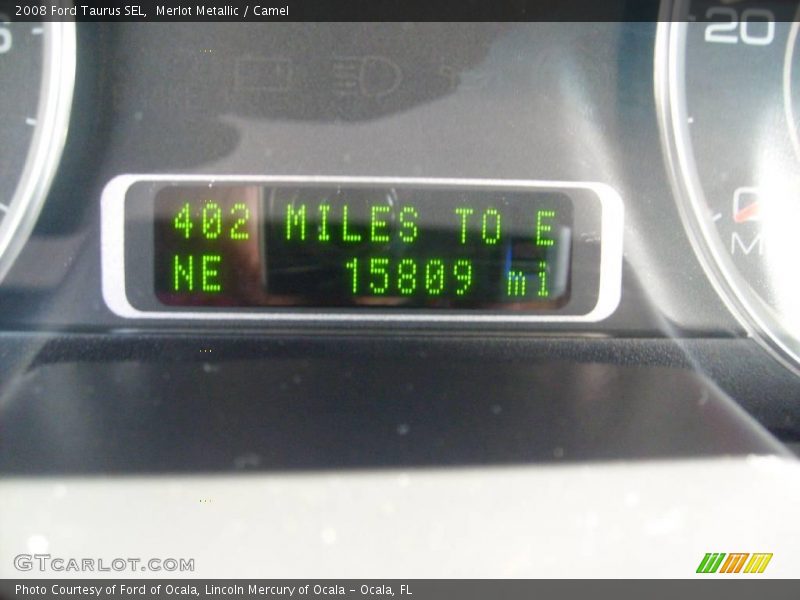 2008 Ford Taurus SEL,  Merlot Metallic / Camel
20
402 MILES TO E
NE 15809 mi
GTCARLOT.COM
Photo Courtesy of Ford of Ocala, Lincoln Mercury of Ocala – Ocala, FL